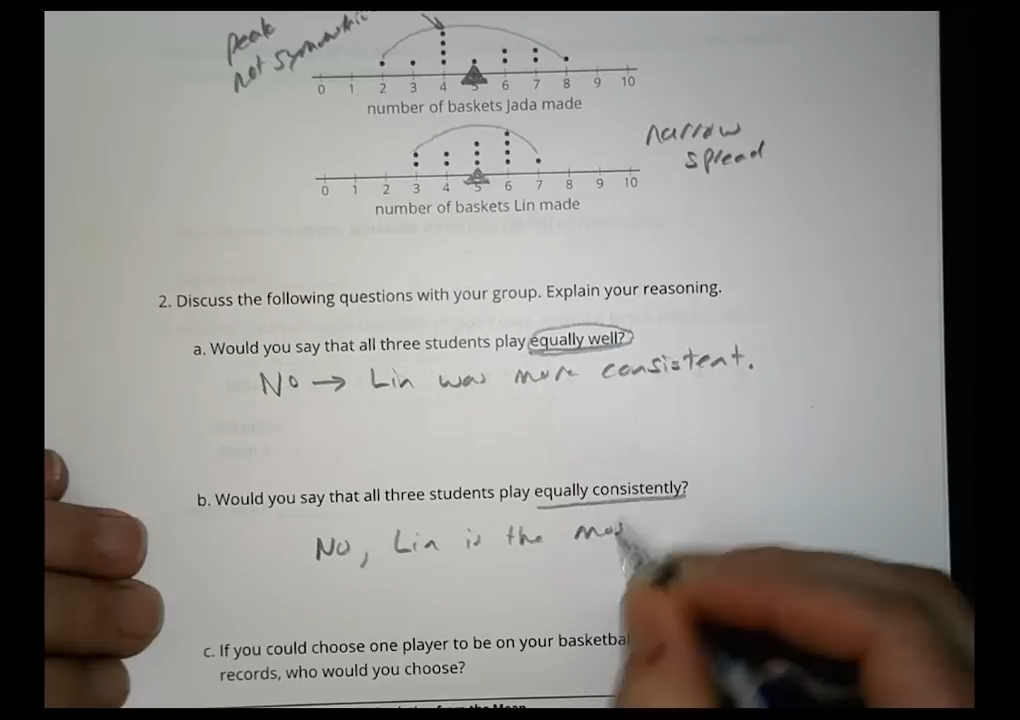 peak
not symmetric
0 1 2 3 4 5 6 7 8 9 10
number of baskets Jada made
narrow
spread
0 1 2 3 4 5 6 7 8 9 10
number of baskets Lin made
2. Discuss the following questions with your group. Explain your reasoning.
a. Would you say that all three students play equally well?
No → Lin was more consistent.
b. Would you say that all three students play equally consistently?
No, Lin is the mos
c. If you could choose one player to be on your basketbal
records, who would you choose?
from the Mean